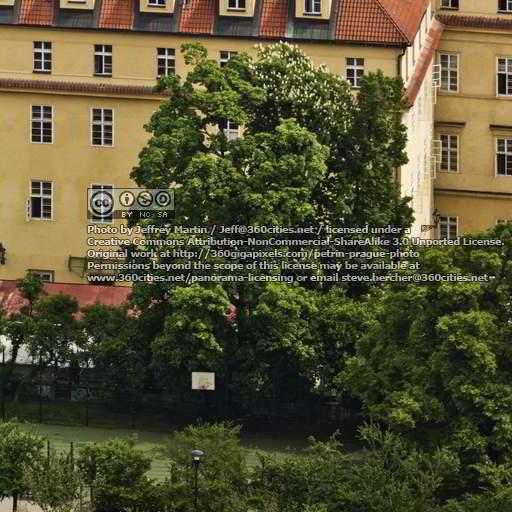 cc
BY NC SA
Photo by Jeffrey Martin / Jeff@360cities.net / licensed under a
Creative Commons Attribution-NonCommercial-ShareAlike 3.0 Unported License.
Original work at http://360gigapixels.com/petrin-prague-photo
Permissions beyond the scope of this license may be available at
www.360cities.net/panorama-licensing or email steve.bercher@360cities.net